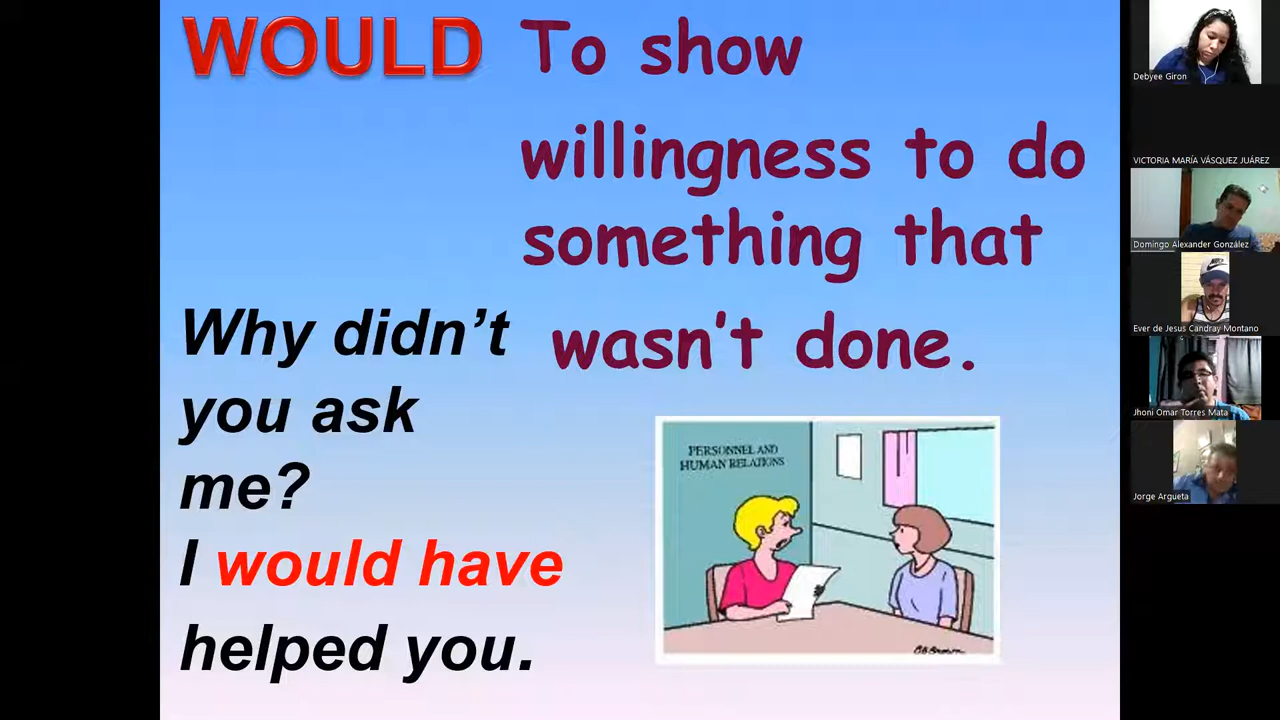 WOULD
To show
willingness to do
something that
wasn't done.
Why didn't
you ask
me?
I would have
helped you.
PERSONNEL AND
HUMAN RELATIONS
Debyee Giron
VICTORIA MARÍA VÁSQUEZ JUÁREZ
Domingo Alexander González
Ever de Jesus Candray Montano
Jhoni Omar Torres Mata
Jorge Argueta